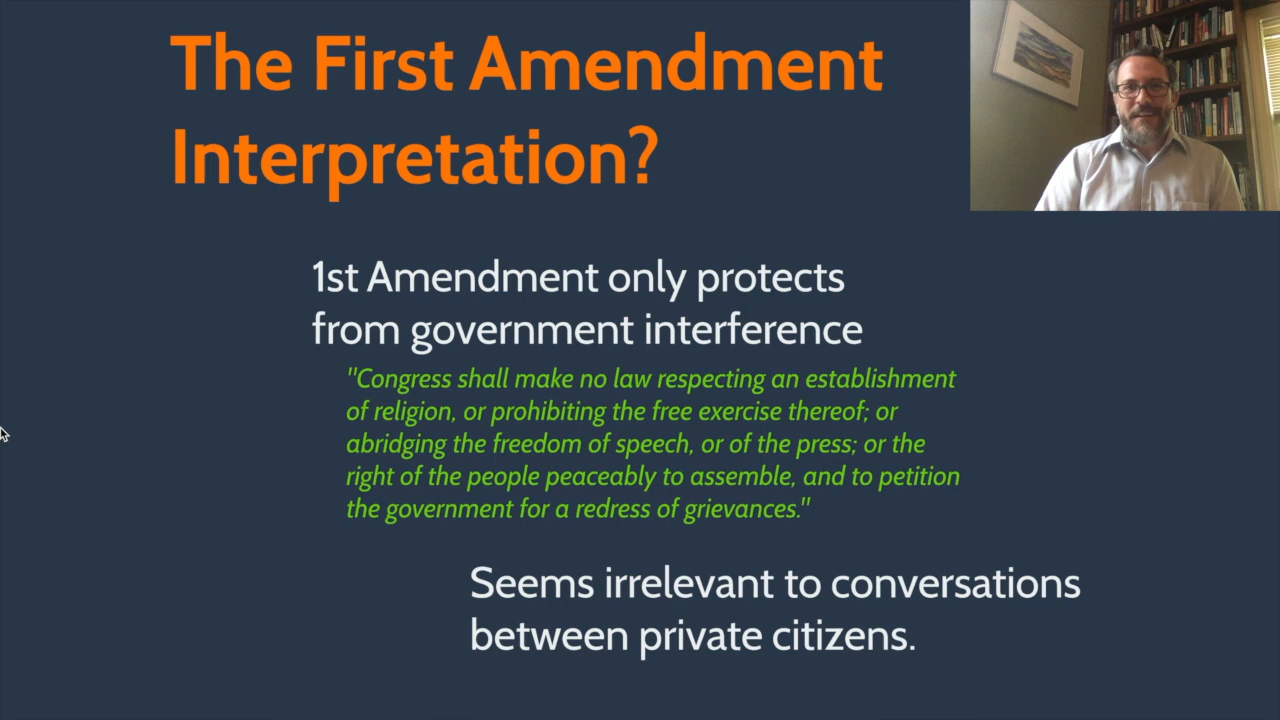 The First Amendment
Interpretation?
1st Amendment only protects
from government interference
"Congress shall make no law respecting an establishment
of religion, or prohibiting the free exercise thereof; or
abridging the freedom of speech, or of the press; or the
right of the people peaceably to assemble, and to petition
the government for a redress of grievances."
Seems irrelevant to conversations
between private citizens.